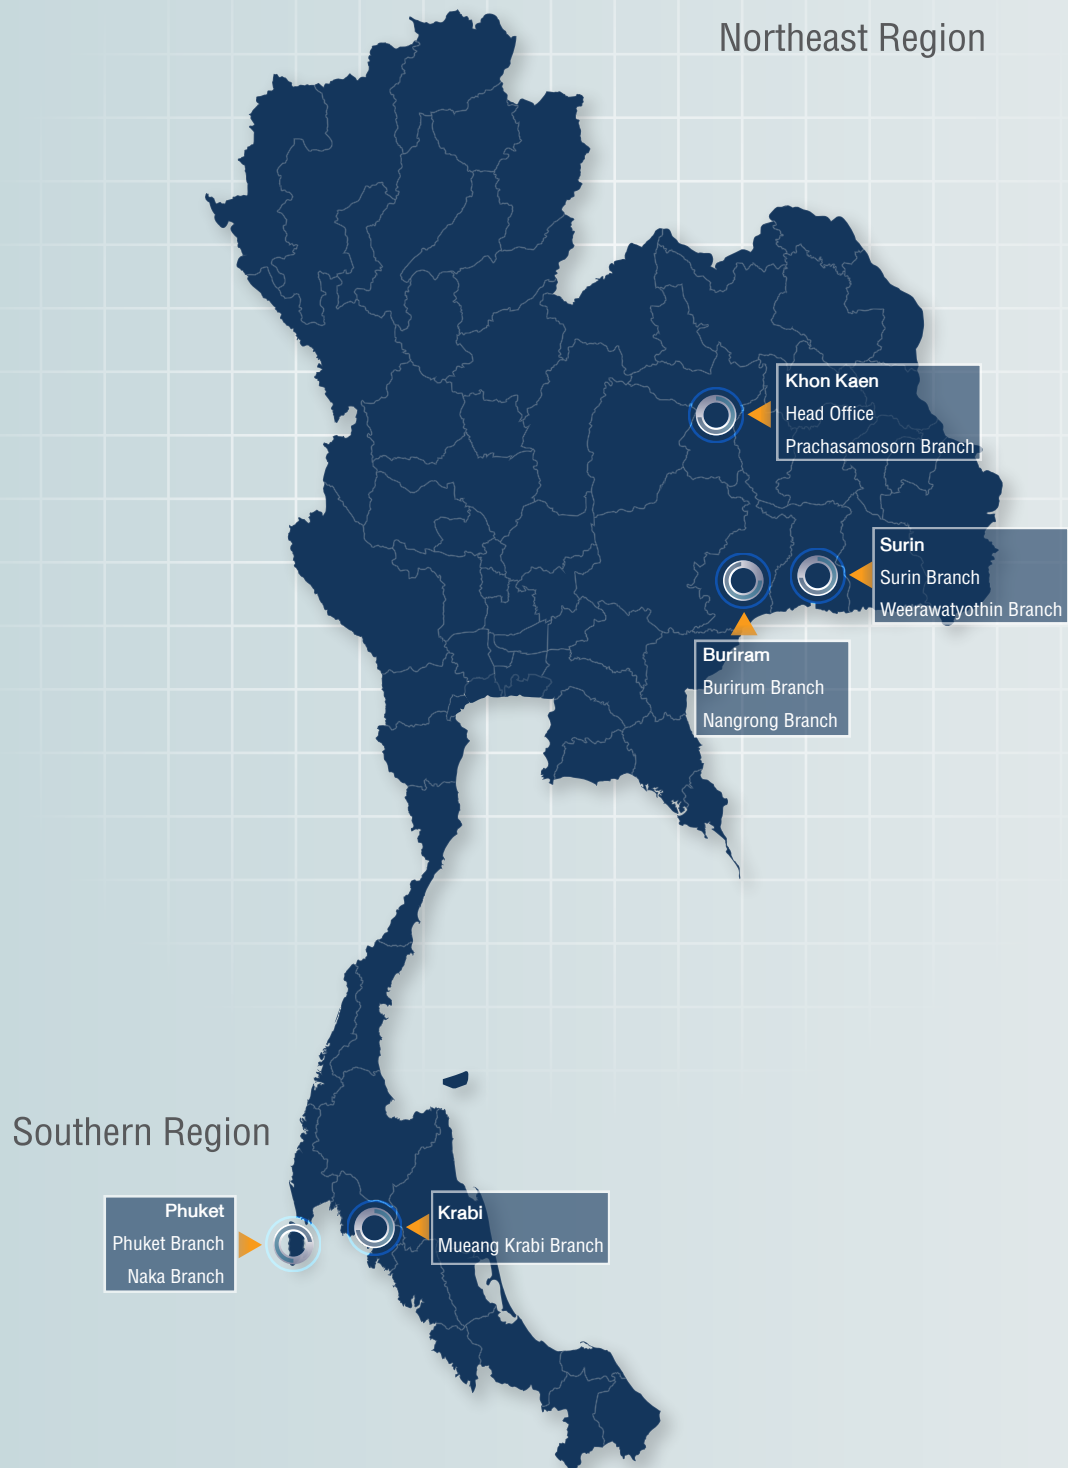 Northeast Region
Khon Kaen
Head Office
Prachasamosorn Branch
Surin
Surin Branch
Weerawatyothin Branch
Buriram
Burirum Branch
Nangrong Branch
Southern Region
Phuket
Phuket Branch
Naka Branch
Krabi
Mueang Krabi Branch